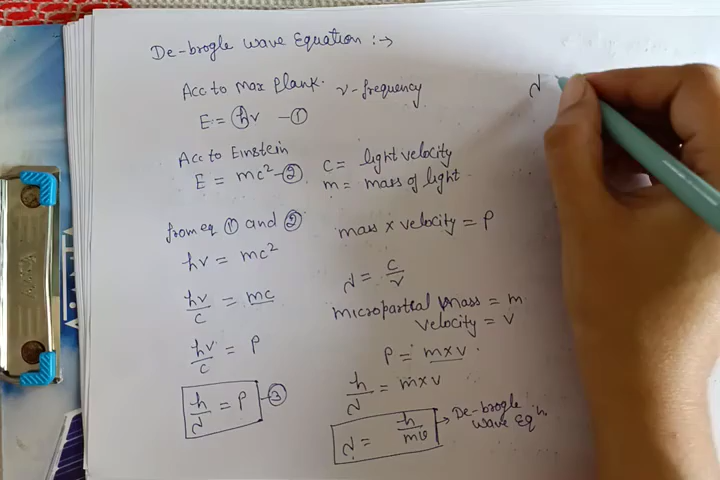 De-brogle wave Equation :→
Acc to Max Plank. ν - frequency
E = hν - ①
Acc to Einstein
E = mc² - ②
c = light velocity
m = mass of light.
from eq ① and ②
hν = mc²
hν/c = mc
hν/c = P
h/λ = P - ③
mass x velocity = P
λ = c/ν
micropartial mass = m
velocity = v
P = m x v.
h/λ = m x v
λ = h/mv → De-brogle
wave Eqⁿ.
λ